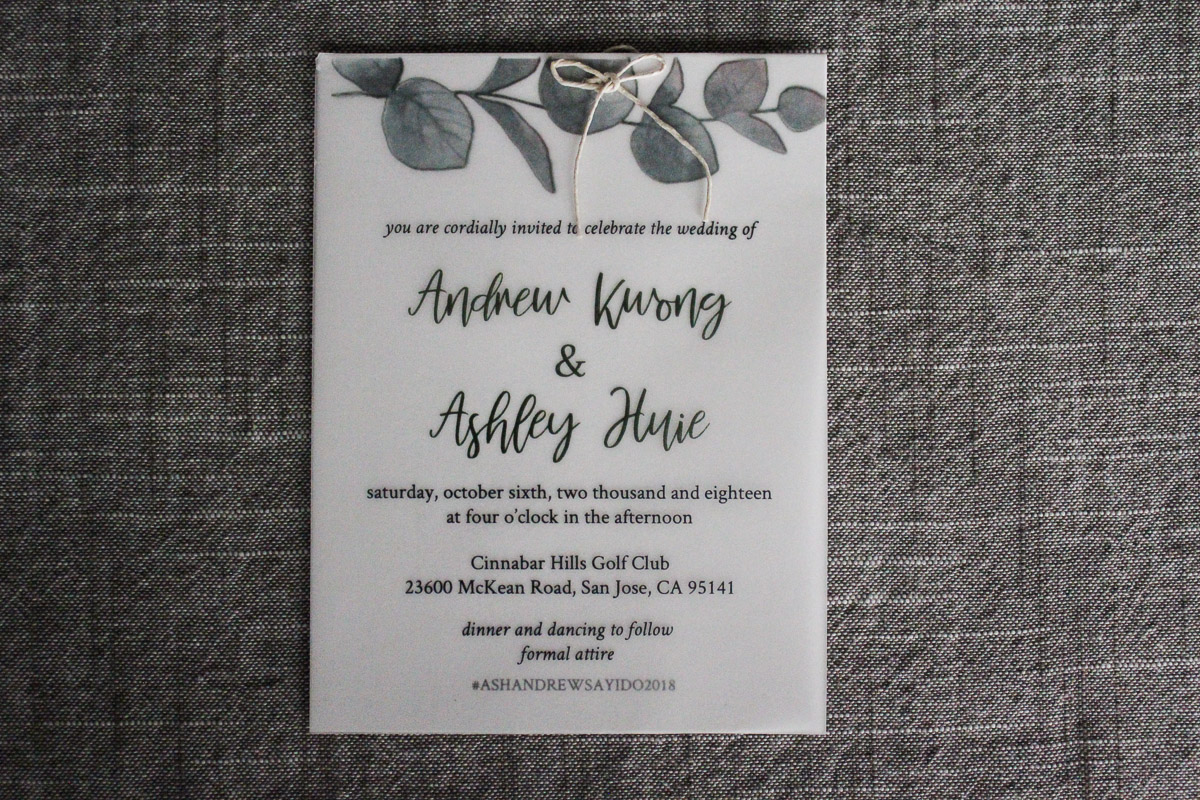 you are cordially invited to celebrate the wedding of
Andrew Kwong
&
Ashley Huie
saturday, october sixth, two thousand and eighteen
at four o'clock in the afternoon
Cinnabar Hills Golf Club
23600 McKean Road, San Jose, CA 95141
dinner and dancing to follow
formal attire
#ASHANDREWSAYIDO2018